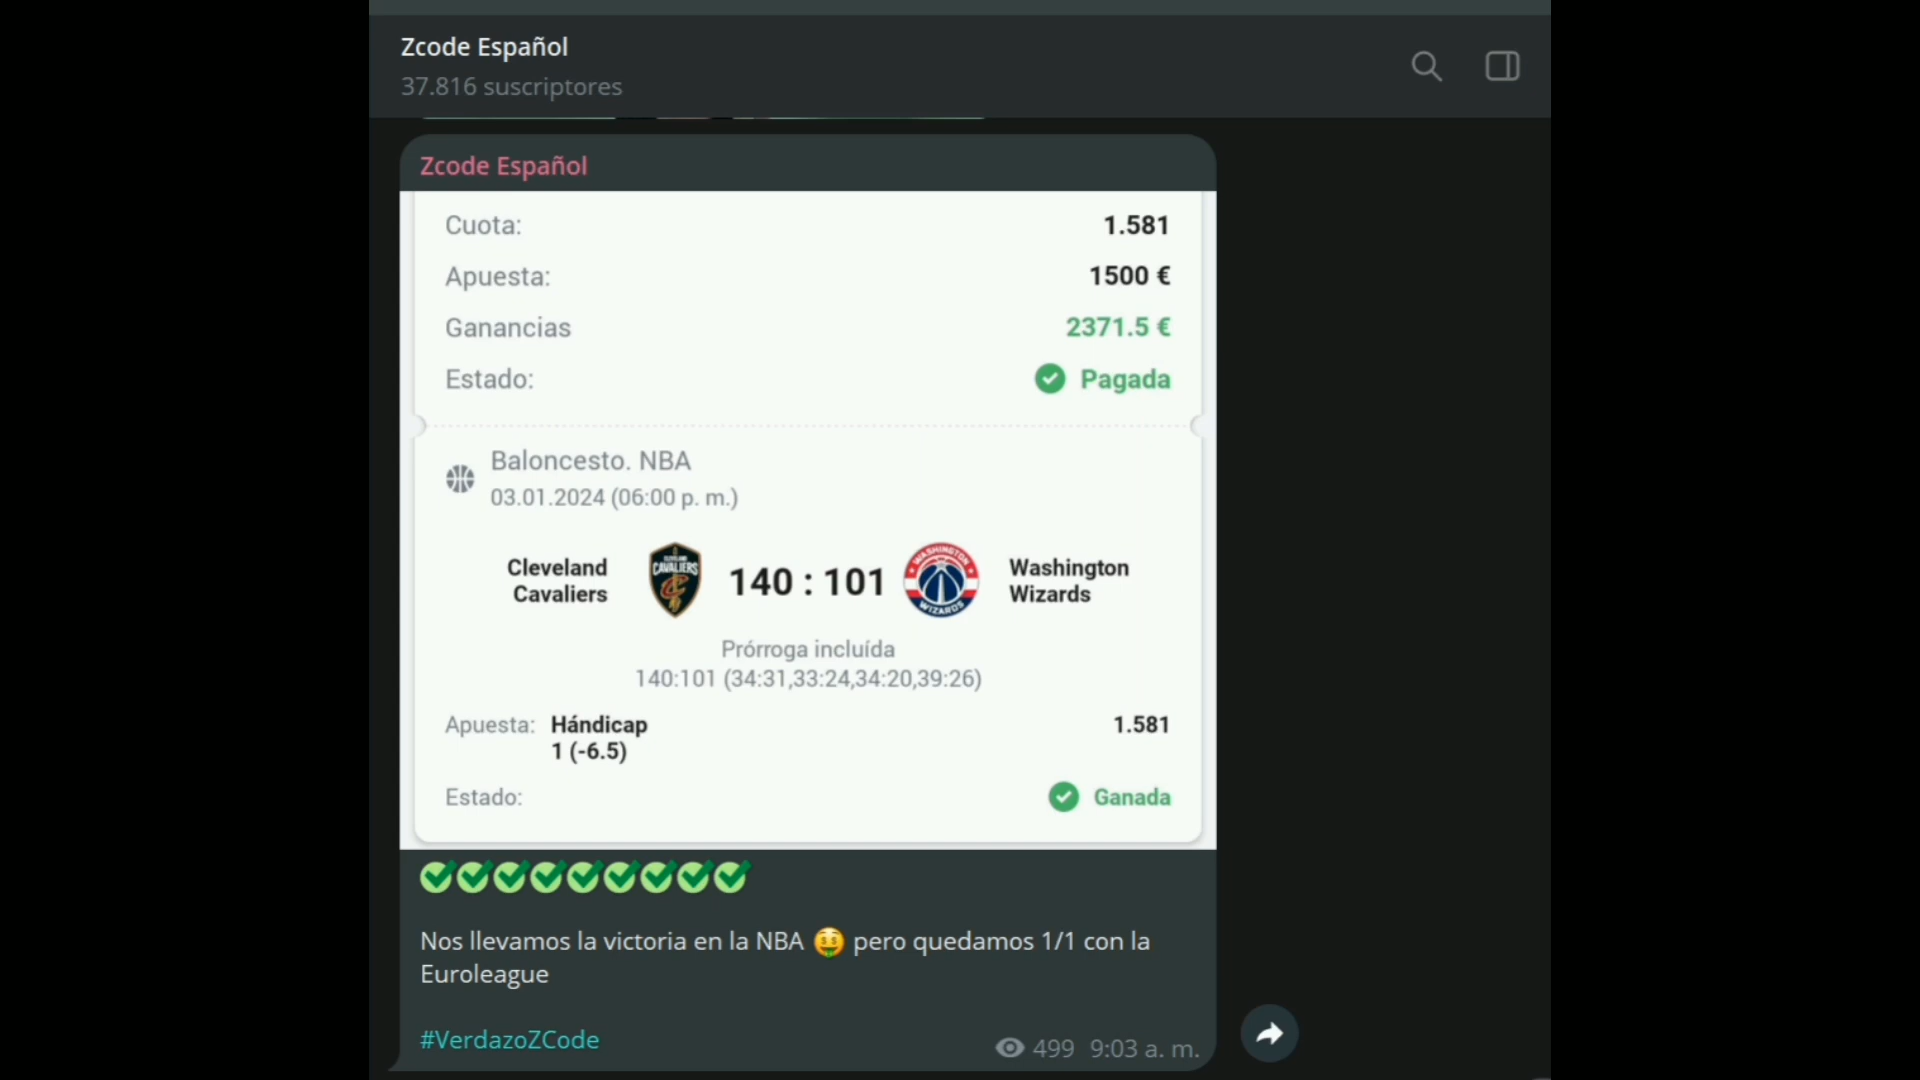 Zcode Español
37.816 suscriptores
Zcode Español
Cuota: 1.581
Apuesta: 1500 €
Ganancias 2371.5 €
Estado: Pagada
Baloncesto. NBA
03.01.2024 (06:00 p. m.)
Cleveland
Cavaliers
CAVALIERS
140 : 101
WASHINGTON
WIZARDS
Washington
Wizards
Prórroga incluída
140:101 (34:31,33:24,34:20,39:26)
Apuesta: Hándicap 1.581
1 (-6.5)
Estado: Ganada
Nos llevamos la victoria en la NBA 🤑 pero quedamos 1/1 con la
Euroleague
#VerdazoZCode
499 9:03 a. m.